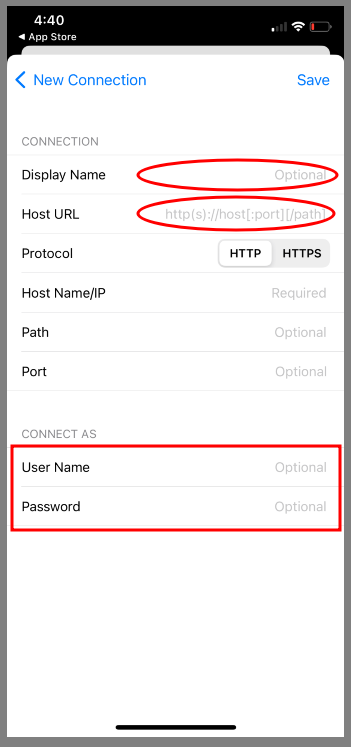 4:40
◀ App Store
New Connection Save
CONNECTION
Display Name Optional
Host URL http(s)://host[:port][/path]
Protocol HTTP HTTPS
Host Name/IP Required
Path Optional
Port Optional
CONNECT AS
User Name Optional
Password Optional